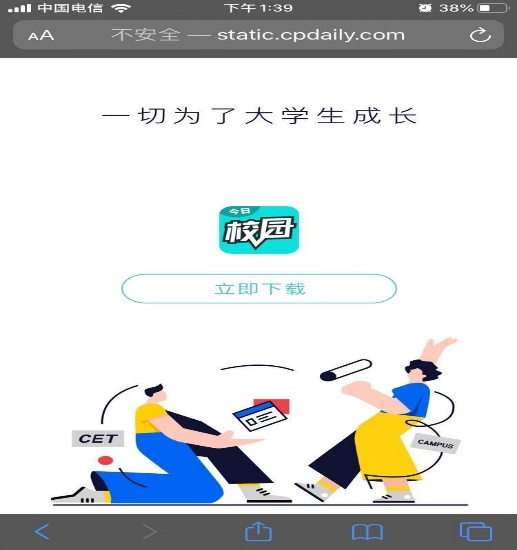 中国电信
下午1:39
38%
AA
不安全 — static.cpdaily.com
一切为了大学生成长
今日
校园
立即下载
CET
CAMPUS